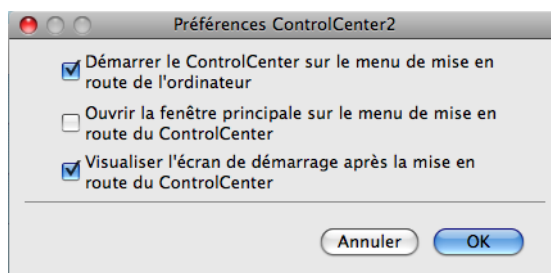 Préférences ControlCenter2
Démarrer le ControlCenter sur le menu de mise en
route de l'ordinateur
Ouvrir la fenêtre principale sur le menu de mise en
route du ControlCenter
Visualiser l'écran de démarrage après la mise en
route du ControlCenter
Annuler
OK